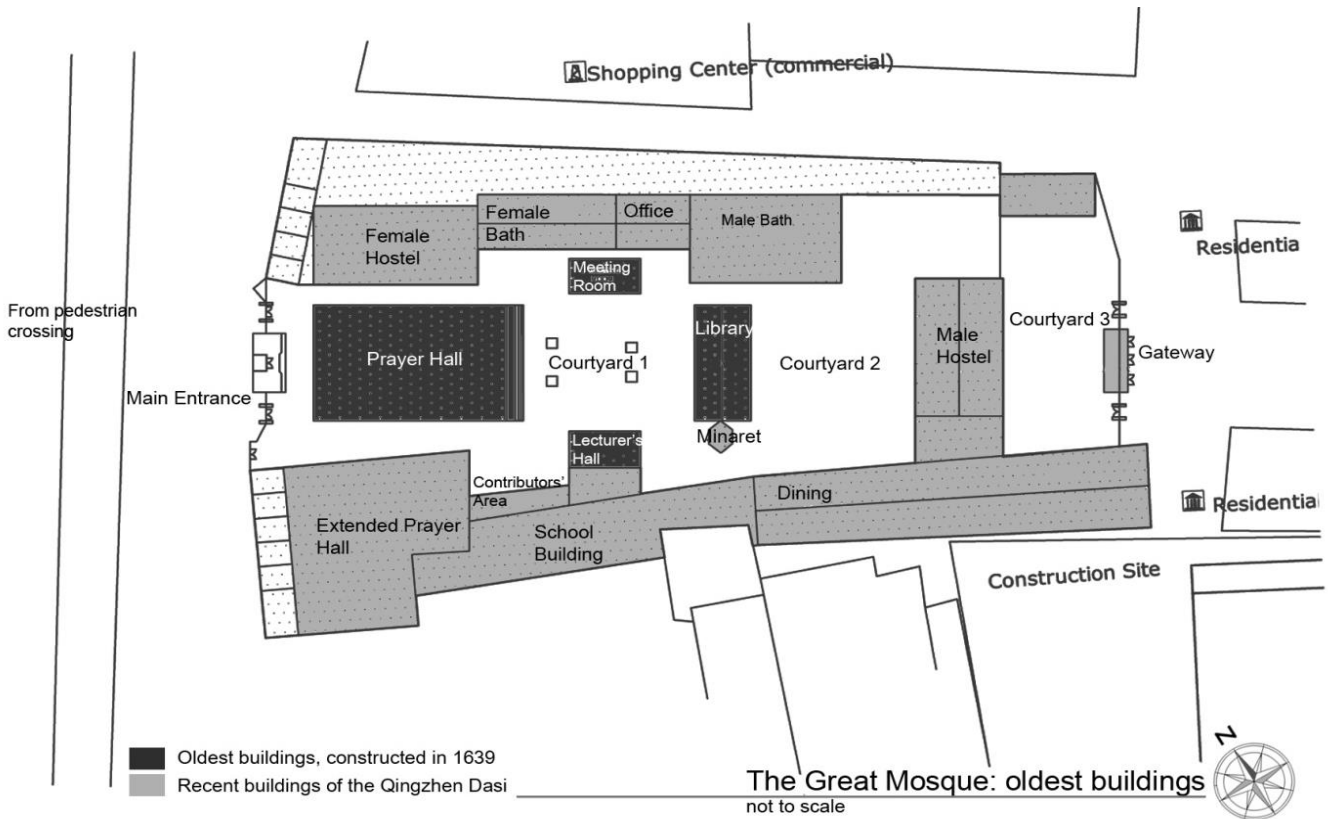 Shopping Center (commercial)
Female
Bath
Office
Male Bath
Female
Hostel
Meeting
Room
Residentia
From pedestrian
crossing
Prayer Hall
Courtyard 1
Library
Courtyard 2
Male
Hostel
Courtyard 3
Gateway
Main Entrance
Minaret
Lecturer's
Hall
Contributors'
Area
Dining
Residentia
Extended Prayer
Hall
School
Building
Construction Site
Oldest buildings, constructed in 1639
Recent buildings of the Qingzhen Dasi
The Great Mosque: oldest buildings
not to scale
N